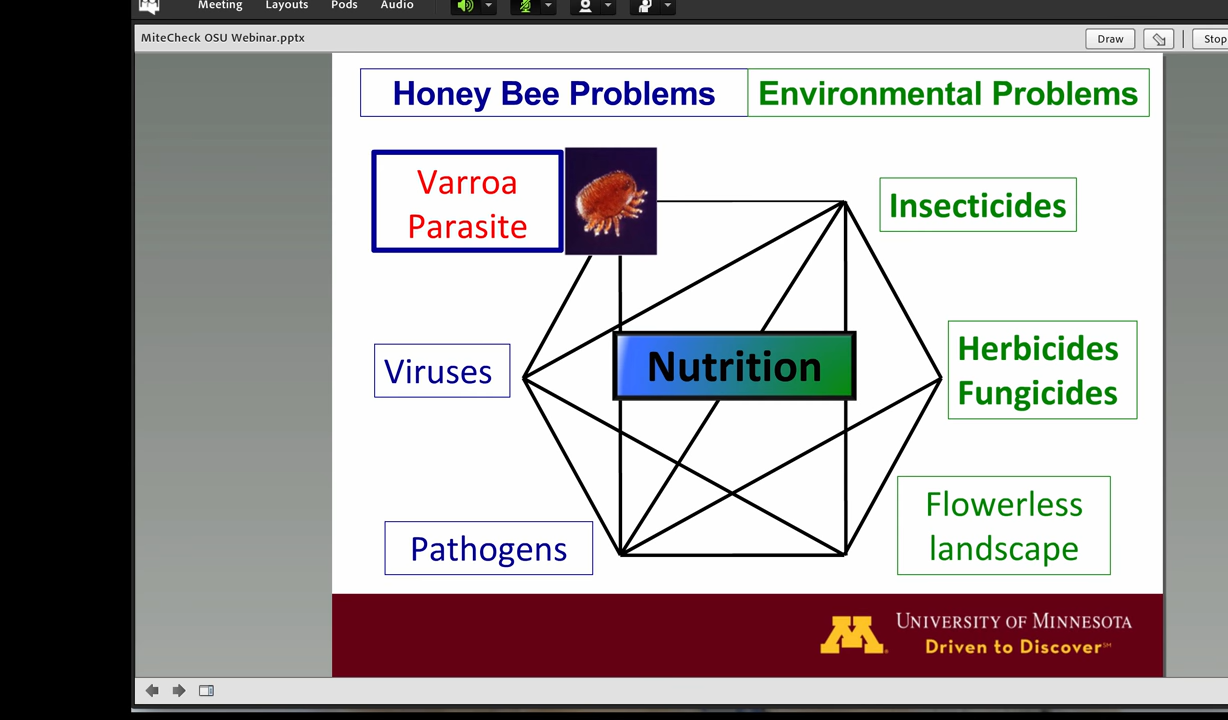 Meeting Layouts Pods Audio
MiteCheck OSU Webinar.pptx
Draw
Stop
Honey Bee Problems
Environmental Problems
Varroa
Parasite
Insecticides
Viruses
Nutrition
Herbicides
Fungicides
Pathogens
Flowerless
landscape
M
UNIVERSITY OF MINNESOTA
Driven to Discover℠